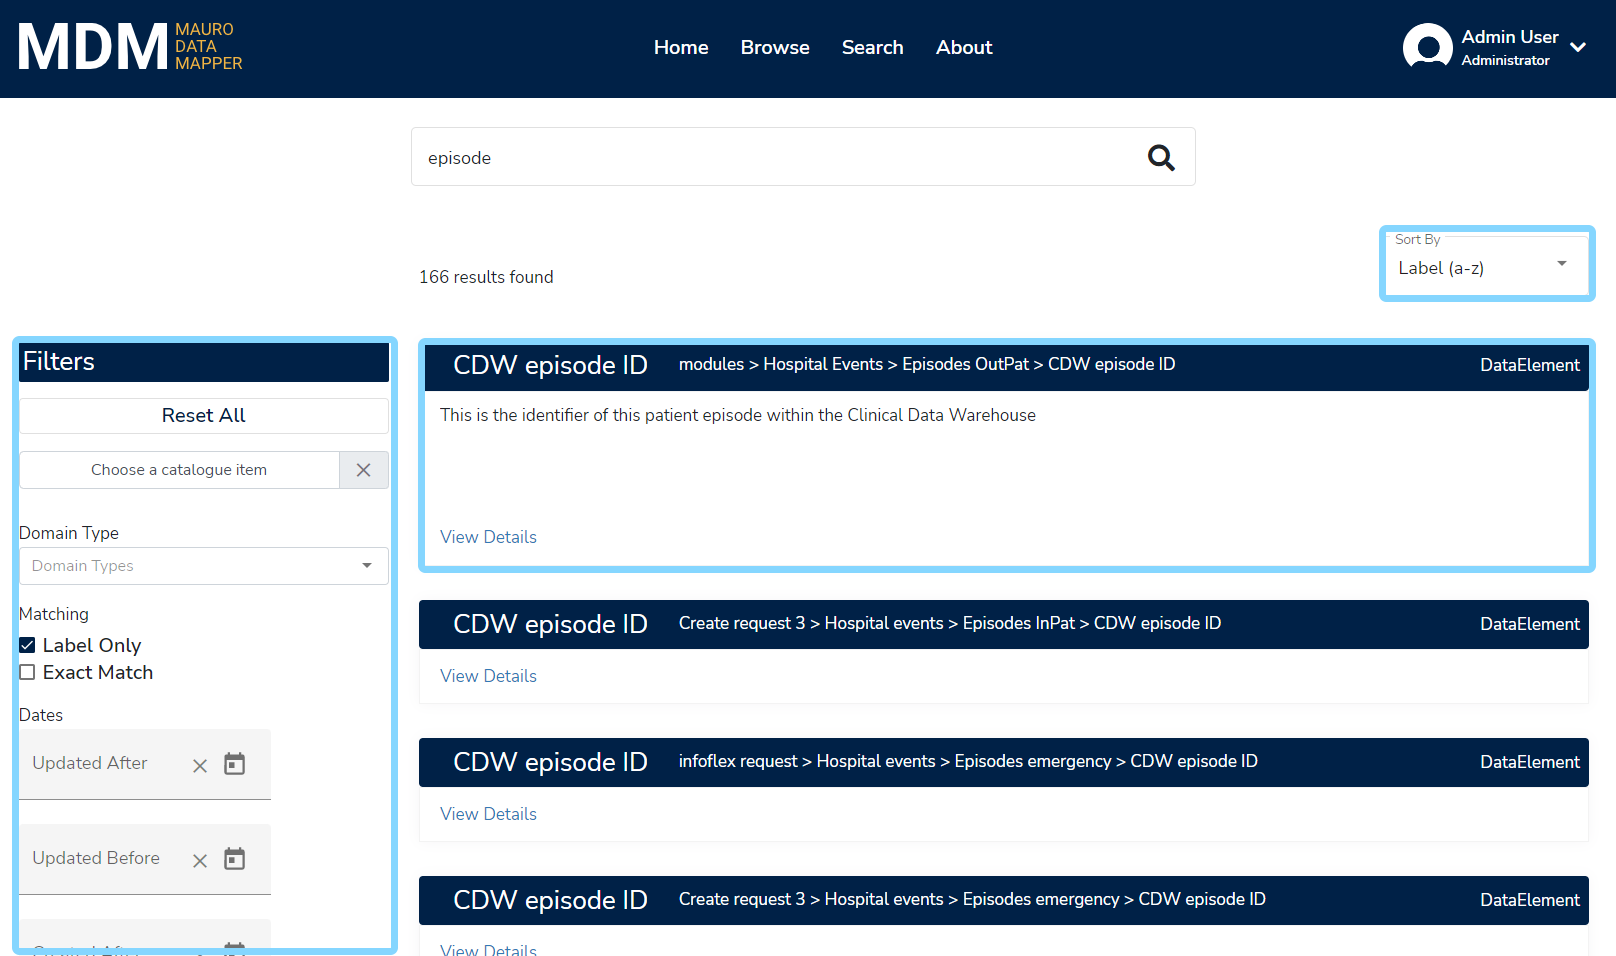 MDM MAURO
DATA
MAPPER
Home Browse Search About
Admin User
Administrator
episode
166 results found
Sort By
Label (a-z)
Filters
Reset All
Choose a catalogue item
Domain Type
Domain Types
Matching
Label Only
Exact Match
Dates
Updated After
Updated Before
CDW episode ID modules > Hospital Events > Episodes OutPat > CDW episode ID DataElement
This is the identifier of this patient episode within the Clinical Data Warehouse
View Details
CDW episode ID Create request 3 > Hospital events > Episodes InPat > CDW episode ID DataElement
View Details
CDW episode ID infoflex request > Hospital events > Episodes emergency > CDW episode ID DataElement
View Details
CDW episode ID Create request 3 > Hospital events > Episodes emergency > CDW episode ID DataElement
View Details